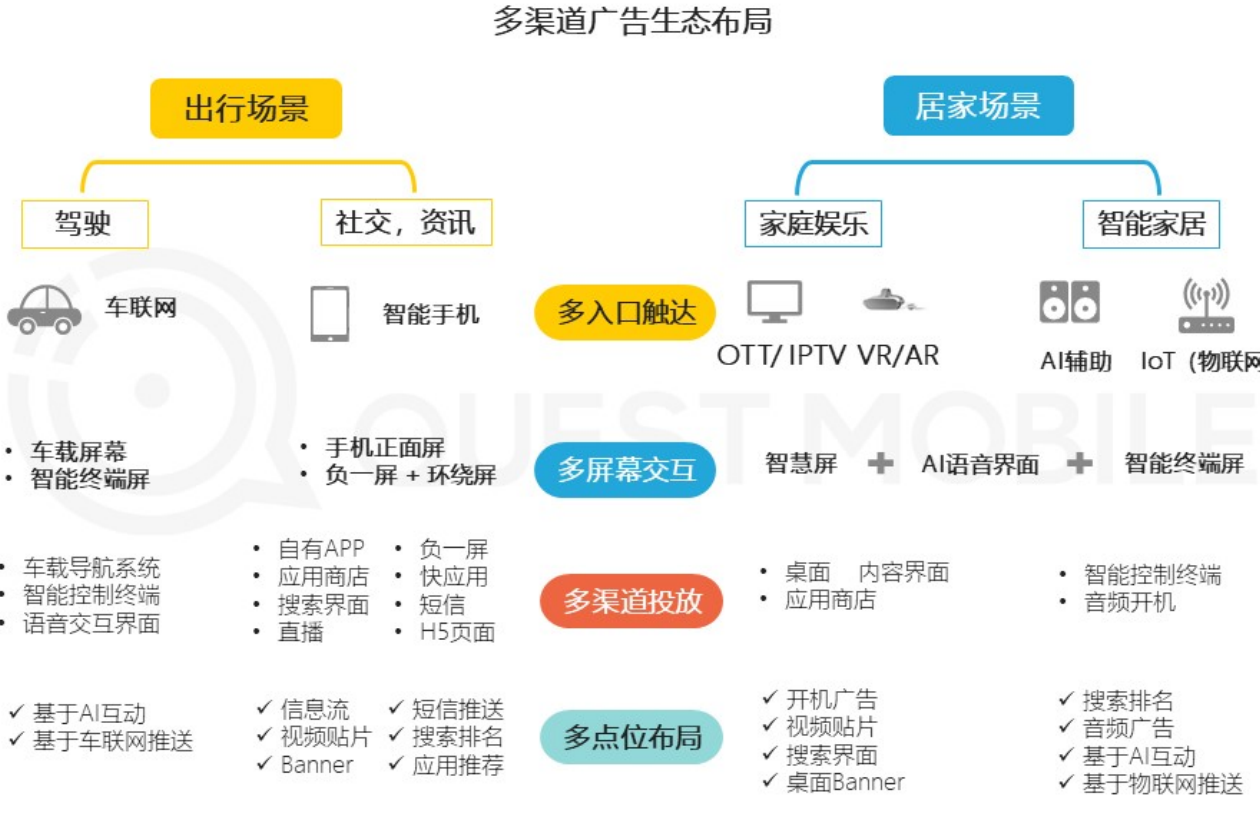 多渠道广告生态布局
出行场景
居家场景
驾驶
社交，资讯
家庭娱乐
智能家居
车联网
智能手机
多入口触达
OTT/IPTV VR/AR
AI辅助
IoT（物联网
• 车载屏幕
• 智能终端屏
• 手机正面屏
• 负一屏 + 环绕屏
多屏幕交互
智慧屏 + AI语音界面 + 智能终端屏
• 车载导航系统
• 智能控制终端
• 语音交互界面
• 自有APP • 负一屏
• 应用商店 • 快应用
• 搜索界面 • 短信
• 直播 • H5页面
多渠道投放
• 桌面 内容界面
• 应用商店
• 智能控制终端
• 音频开机
✓ 基于AI互动
✓ 基于车联网推送
✓ 信息流 ✓ 短信推送
✓ 视频贴片 ✓ 搜索排名
✓ Banner ✓ 应用推荐
多点位布局
✓ 开机广告
✓ 视频贴片
✓ 搜索界面
✓ 桌面Banner
✓ 搜索排名
✓ 音频广告
✓ 基于AI互动
✓ 基于物联网推送
QUEST MOBILE